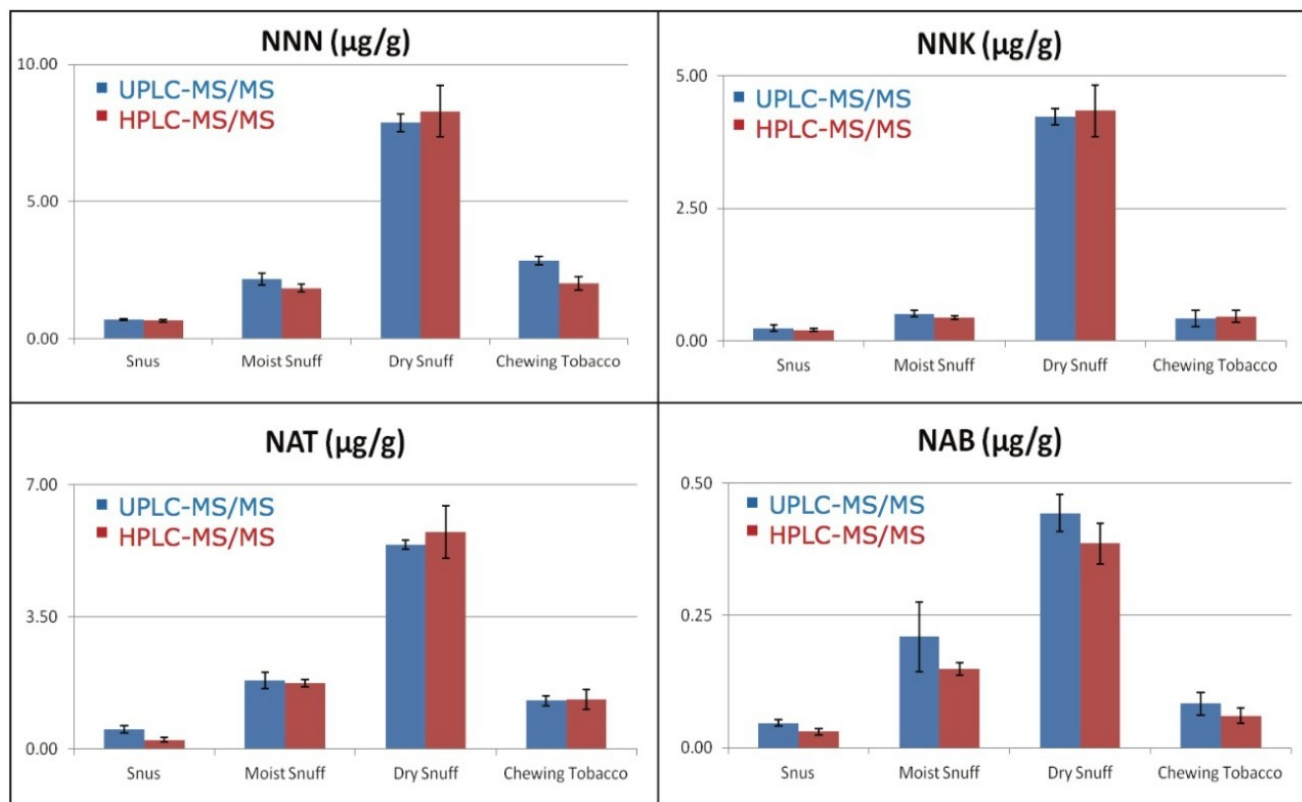 NNN (µg/g)
10.00
UPLC-MS/MS
HPLC-MS/MS
5.00
0.00
Snus Moist Snuff Dry Snuff Chewing Tobacco
NNK (µg/g)
5.00
UPLC-MS/MS
HPLC-MS/MS
2.50
0.00
Snus Moist Snuff Dry Snuff Chewing Tobacco
NAT (µg/g)
7.00
UPLC-MS/MS
HPLC-MS/MS
3.50
0.00
Snus Moist Snuff Dry Snuff Chewing Tobacco
NAB (µg/g)
0.50
UPLC-MS/MS
HPLC-MS/MS
0.25
0.00
Snus Moist Snuff Dry Snuff Chewing Tobacco